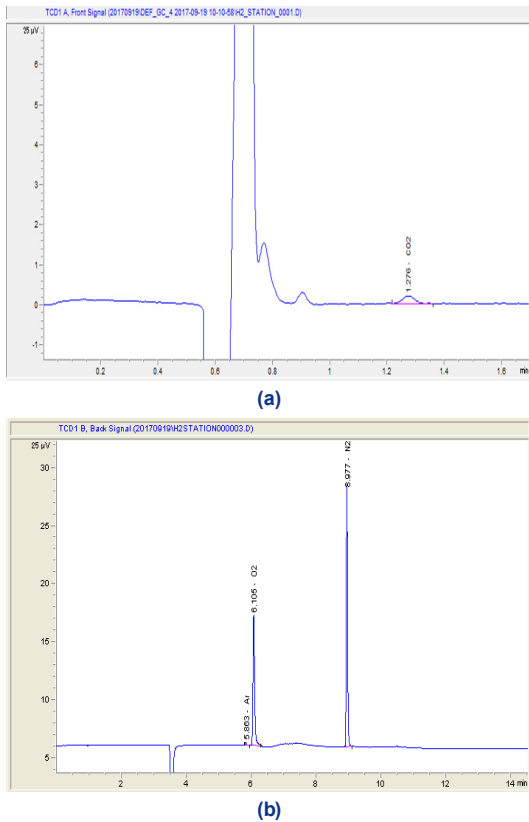 TCD1 A, Front Signal (20170919\DEF_GC_4 2017-09-19 10-10-58\H2_STATION_0001.D)
25 µV
6
5
4
3
2
1
0
-1
1.276 - CO2
0.2
0.4
0.6
0.8
1
1.2
1.4
1.6
min
(a)
TCD1 B, Back Signal (20170919\H2STATION000003.D)
25 µV
30
25
20
15
10
5
5.863 - Ar
6.105 - O2
8.977 - N2
2
4
6
8
10
12
14
min
(b)